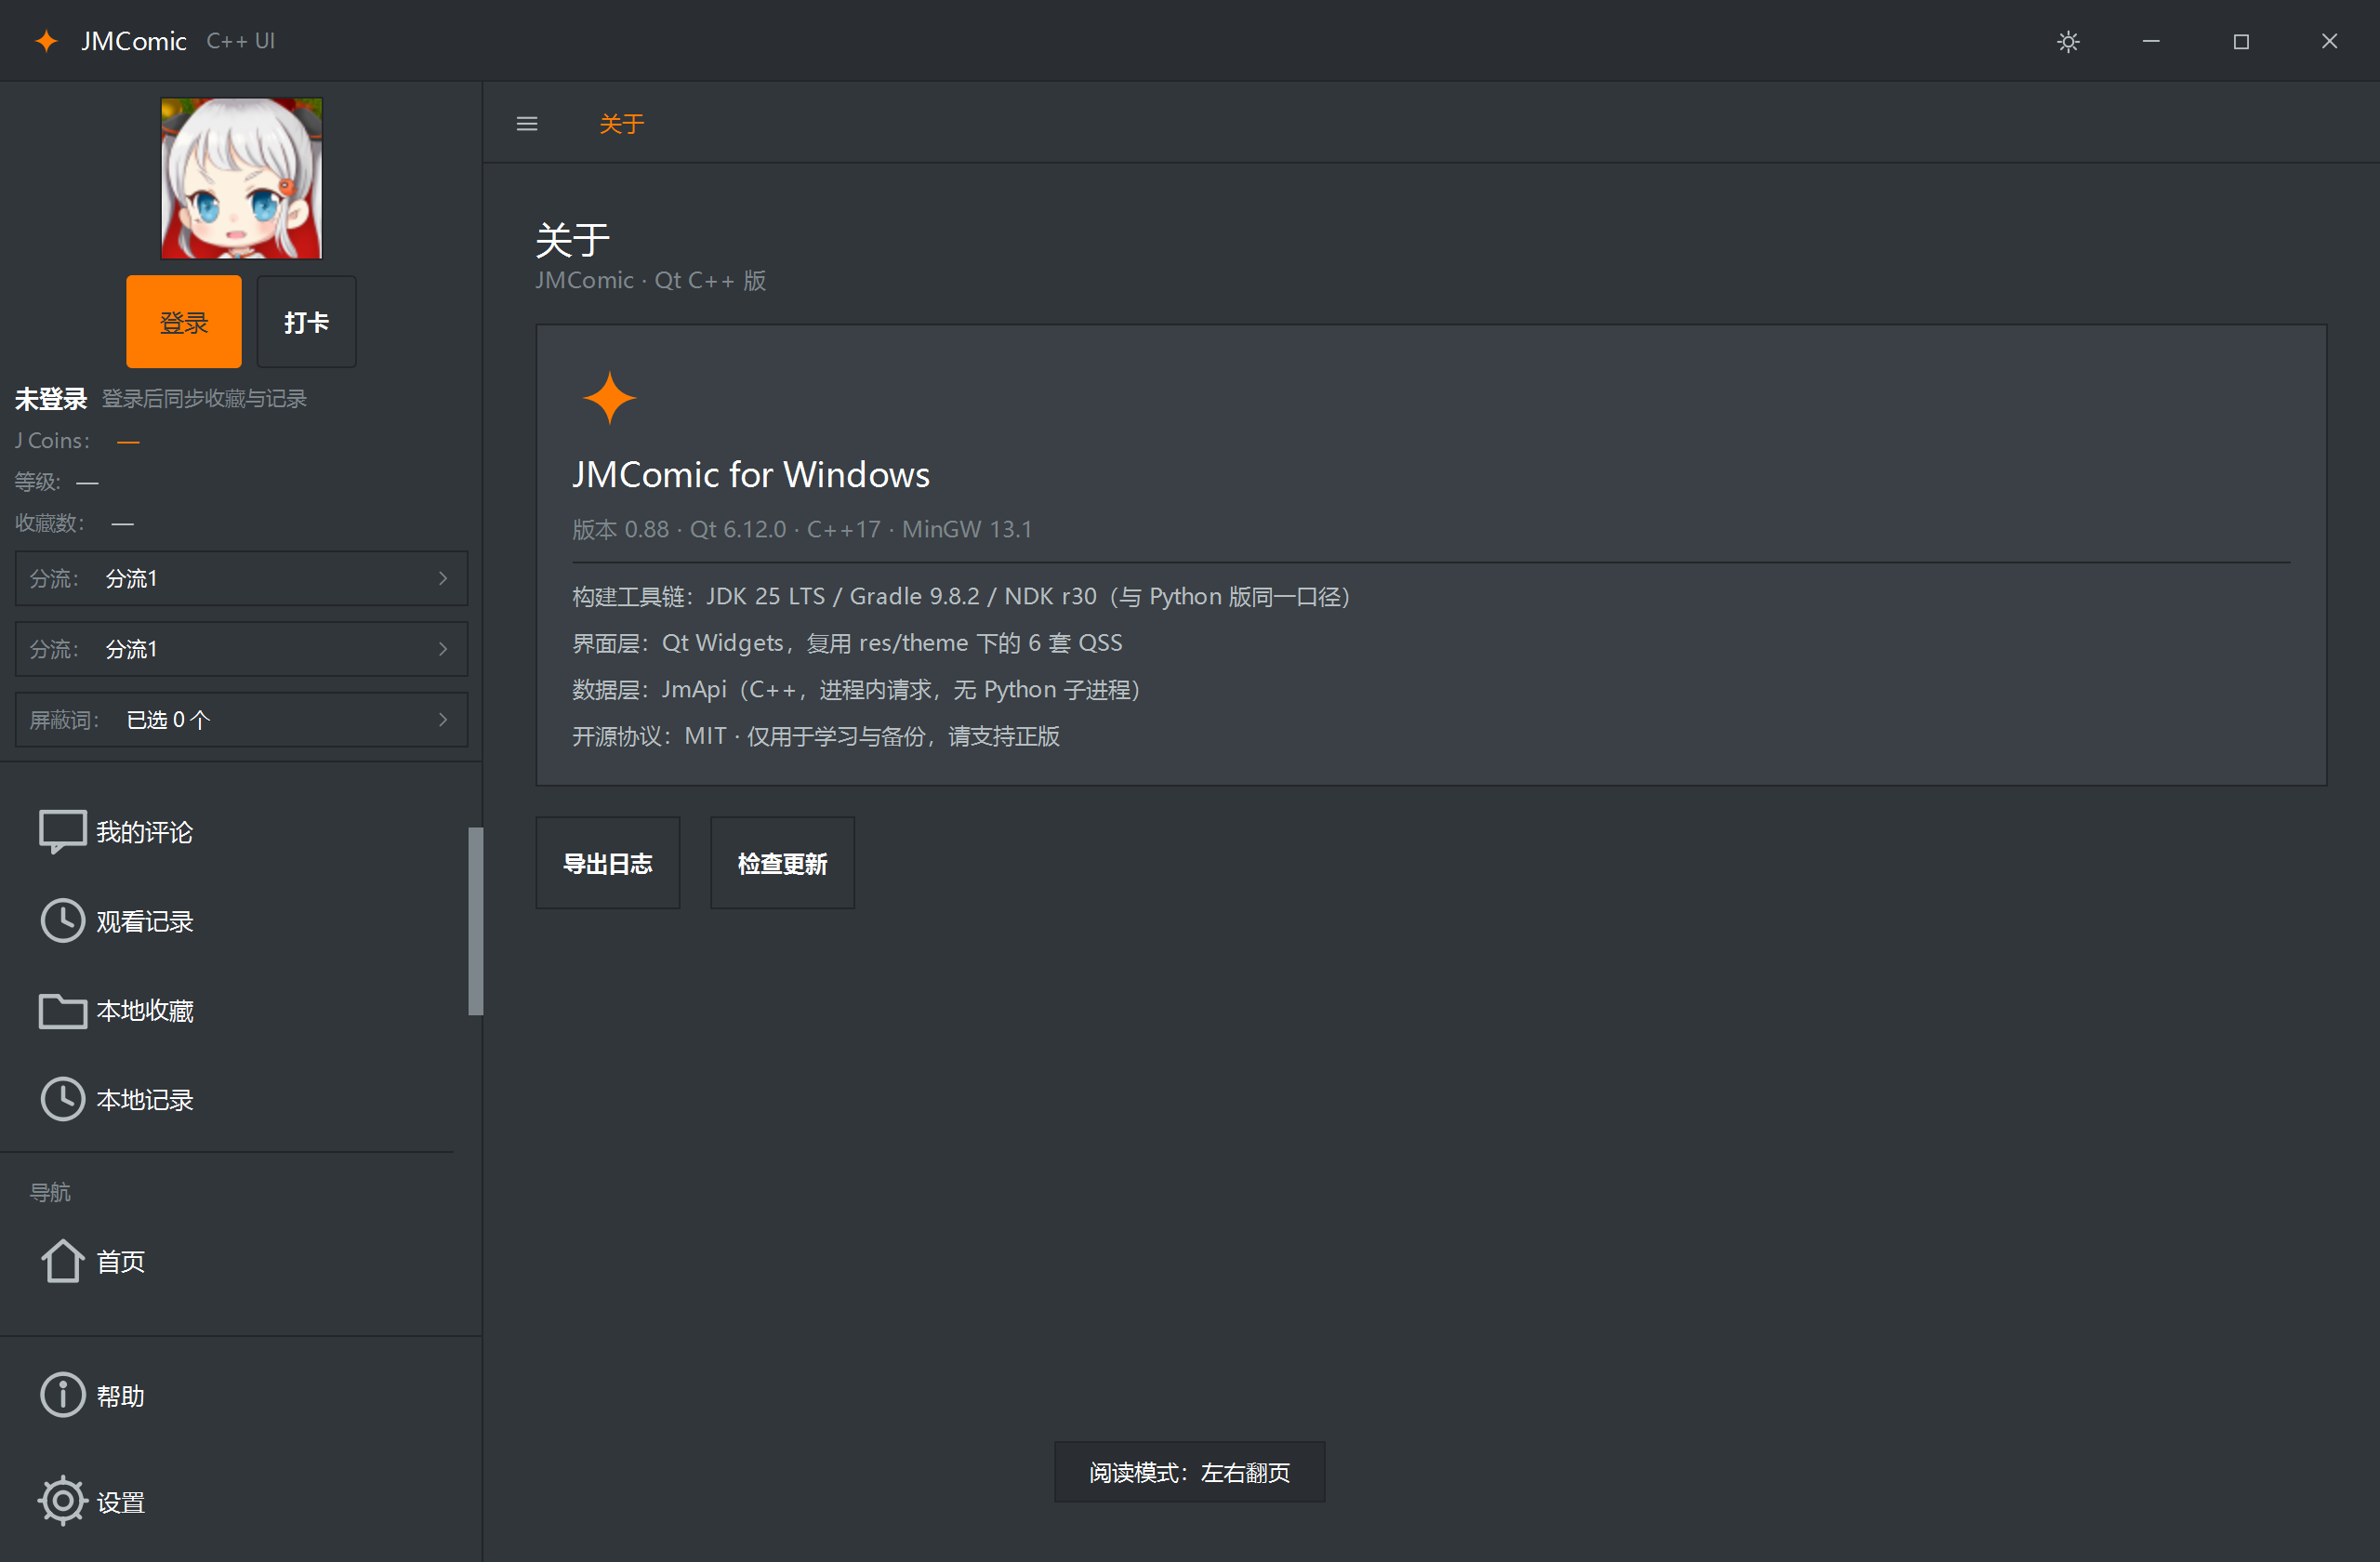 JMComic C++ UI
登录
打卡
未登录 登录后同步收藏与记录
J Coins: —
等级: —
收藏数: —
分流: 分流1
分流: 分流1
屏蔽词: 已选 0 个
我的评论
观看记录
本地收藏
本地记录
导航
首页
帮助
设置
关于
关于
JMComic · Qt C++ 版
JMComic for Windows
版本 0.88 · Qt 6.12.0 · C++17 · MinGW 13.1
构建工具链：JDK 25 LTS / Gradle 9.8.2 / NDK r30（与 Python 版同一口径）
界面层：Qt Widgets，复用 res/theme 下的 6 套 QSS
数据层：JmApi（C++，进程内请求，无 Python 子进程）
开源协议：MIT · 仅用于学习与备份，请支持正版
导出日志
检查更新
阅读模式：左右翻页